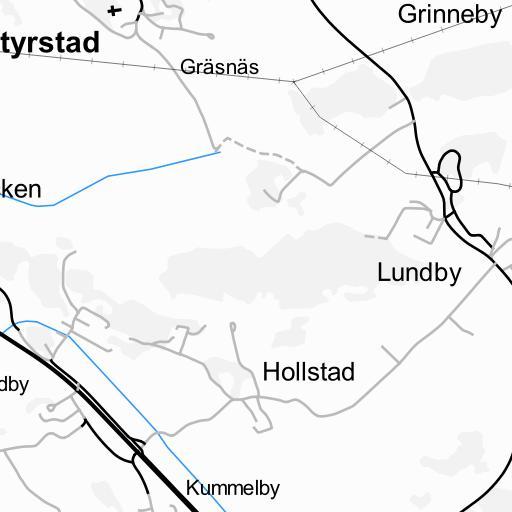 Grinneby
tyrstad
Gräsnäs
ken
Lundby
Hollstad
dby
Kummelby